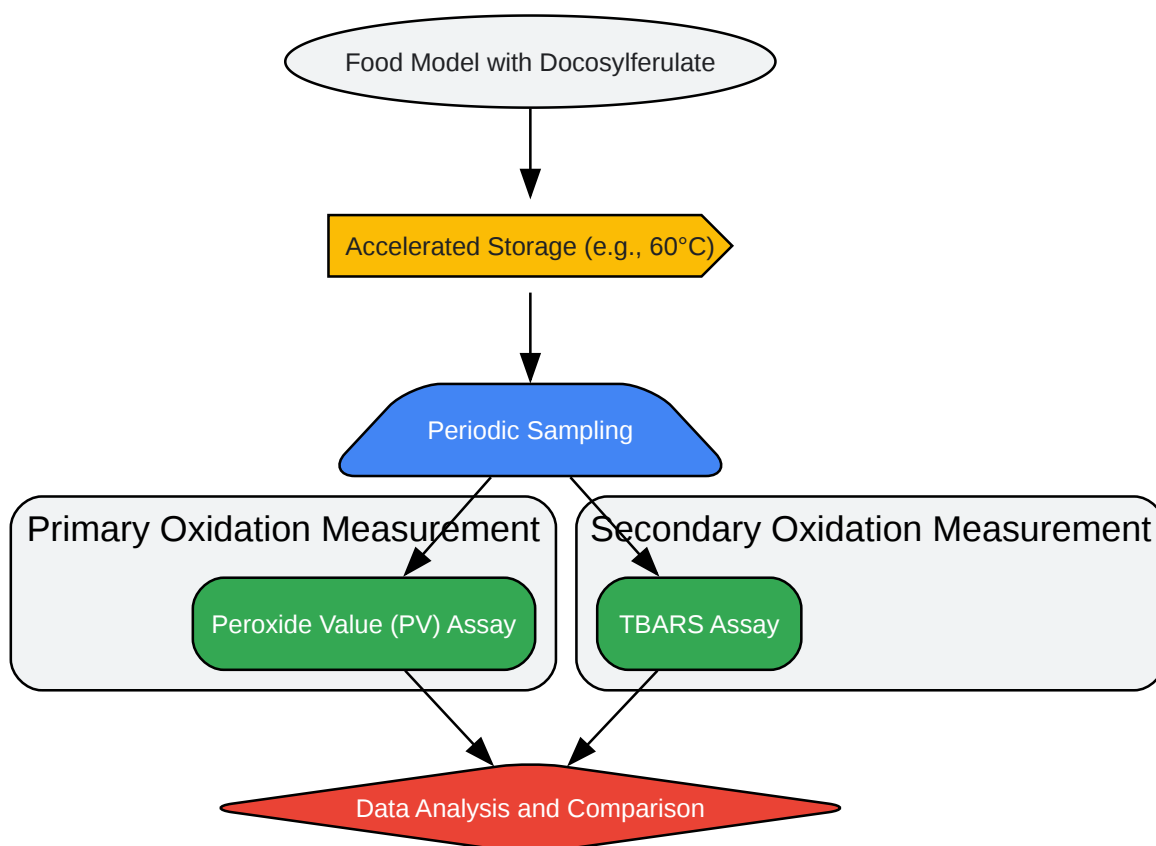 Food Model with Docosylferulate
Accelerated Storage (e.g., 60°C)
Periodic Sampling
Primary Oxidation Measurement
Secondary Oxidation Measurement
Peroxide Value (PV) Assay
TBARS Assay
Data Analysis and Comparison